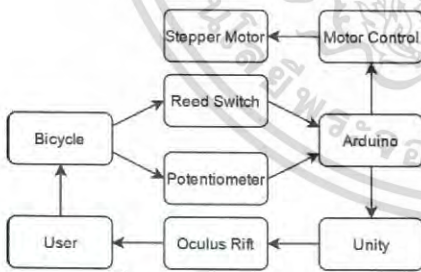 Stepper Motor
Motor Control
Reed Switch
Bicycle
Arduino
Potentiometer
User
Oculus Rift
Unity